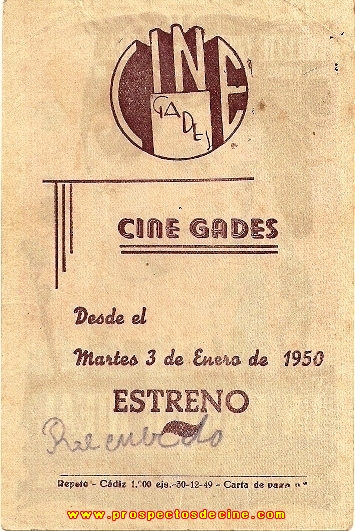 CINE
GADES
CINE GADES
Desde el
Martes 3 de Enero de 1950
ESTRENO
Recuerdo
Repeto - Cádiz 1.000 ejs.-30-12-49 - Carta de pago n°
www.prospectosdecine.com